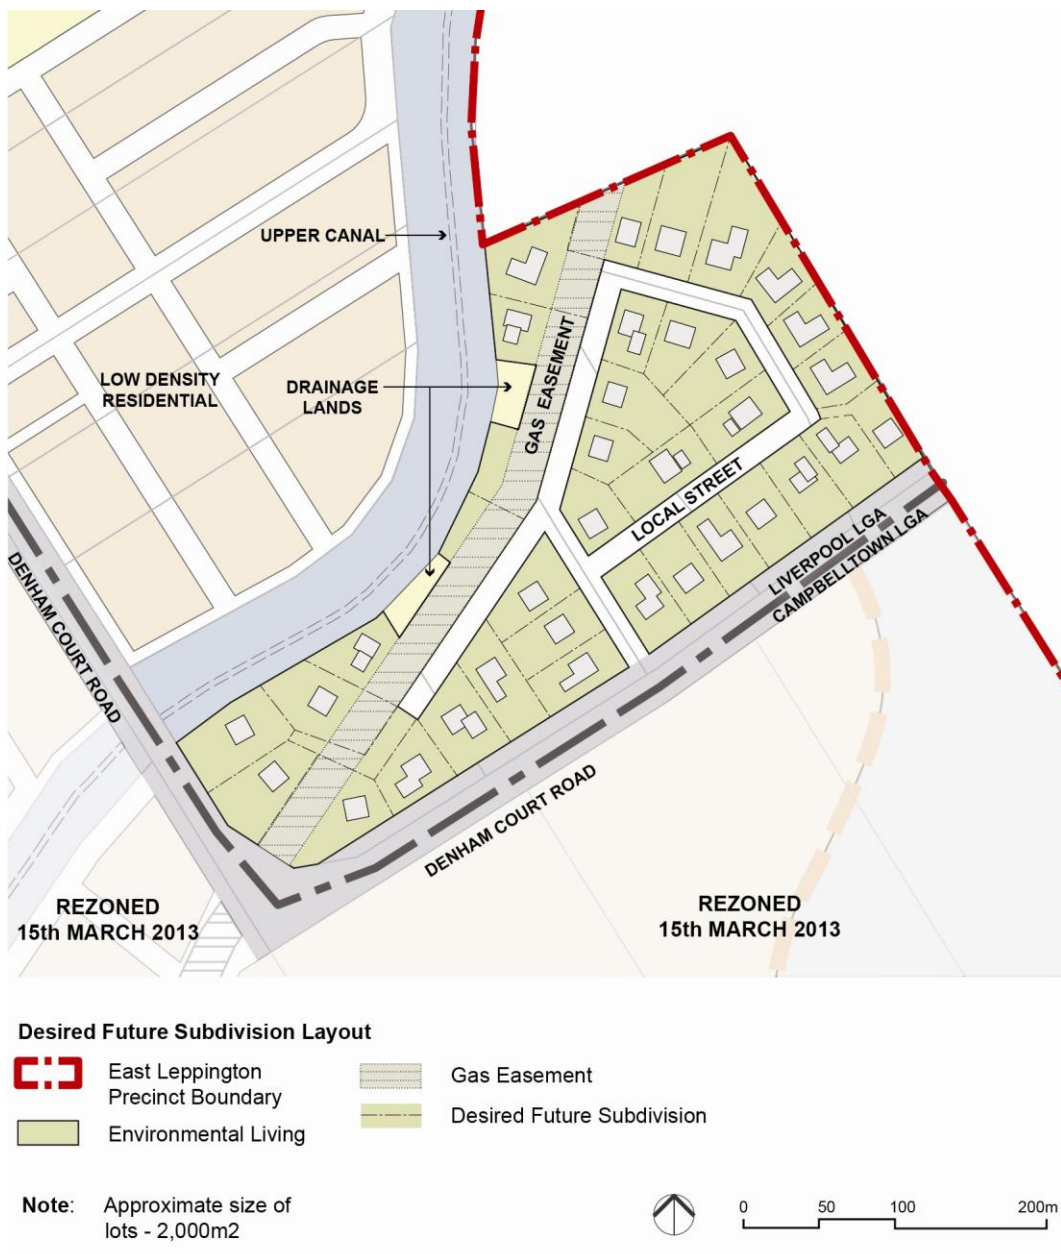 UPPER CANAL
LOW DENSITY
RESIDENTIAL
DRAINAGE
LANDS
GAS EASEMENT
LOCAL STREET
LIVERPOOL LGA
CAMPBELLTOWN LGA
DENHAM COURT ROAD
DENHAM COURT ROAD
REZONED
15th MARCH 2013
REZONED
15th MARCH 2013
Desired Future Subdivision Layout
East Leppington
Precinct Boundary
Environmental Living
Gas Easement
Desired Future Subdivision
Note: Approximate size of
lots - 2,000m2
0 50 100 200m